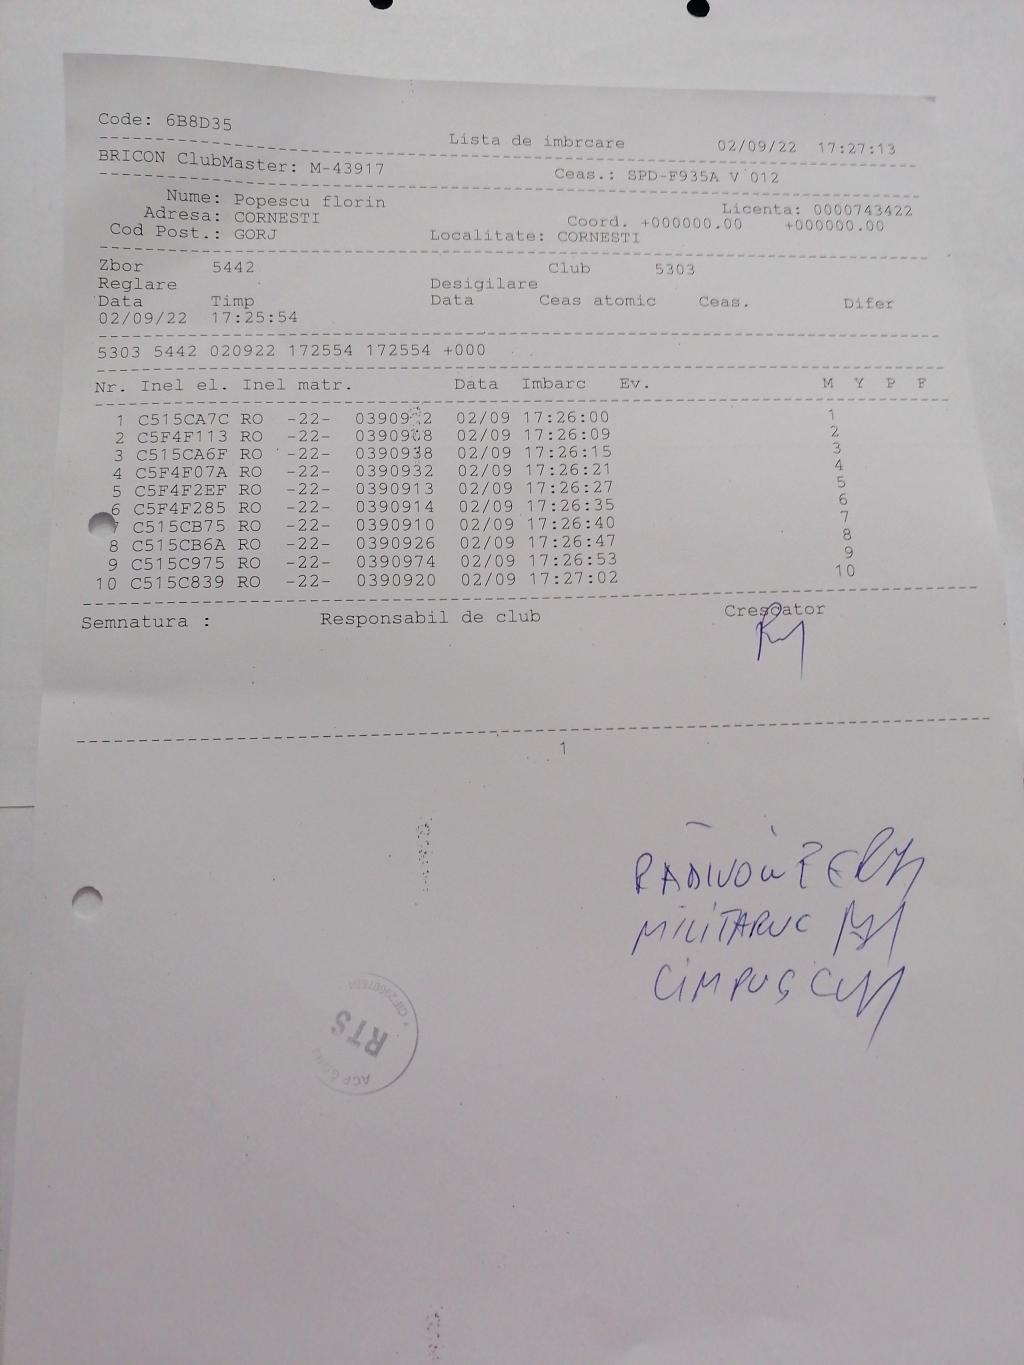 Code: 6B8D35
Lista de imbrcare 02/09/22 17:27:13
BRICON ClubMaster: M-43917 Ceas.: SPD-F935A V 012
Nume: Popescu florin Licenta: 0000743422
Adresa: CORNESTI Coord. +000000.00 +000000.00
Cod Post.: GORJ Localitate: CORNESTI
Zbor 5442 Club 5303
Reglare Desigilare
Data Timp Data Ceas atomic Ceas. Difer
02/09/22 17:25:54
5303 5442 020922 172554 172554 +000
Nr. Inel el. Inel matr. Data Imbarc Ev. M Y P F
1 C515CA7C RO -22- 02/09 17:26:00 1
2 C5F4F113 RO -22- 02/09 17:26:09 2
3 C515CA6F RO -22- 0390938 02/09 17:26:15 3
4 C5F4F07A RO -22- 0390932 02/09 17:26:21 4
5 C5F4F2EF RO -22- 0390913 02/09 17:26:27 5
6 C5F4F285 RO -22- 0390914 02/09 17:26:35 6
7 C515CB75 RO -22- 0390910 02/09 17:26:40 7
8 C515CB6A RO -22- 0390926 02/09 17:26:47 8
9 C515C975 RO -22- 0390974 02/09 17:26:53 9
10 C515C839 RO -22- 0390920 02/09 17:27:02 10
Semnatura : Responsabil de club Crescator
1
MILITARUC
CIMPUȘ
RTS